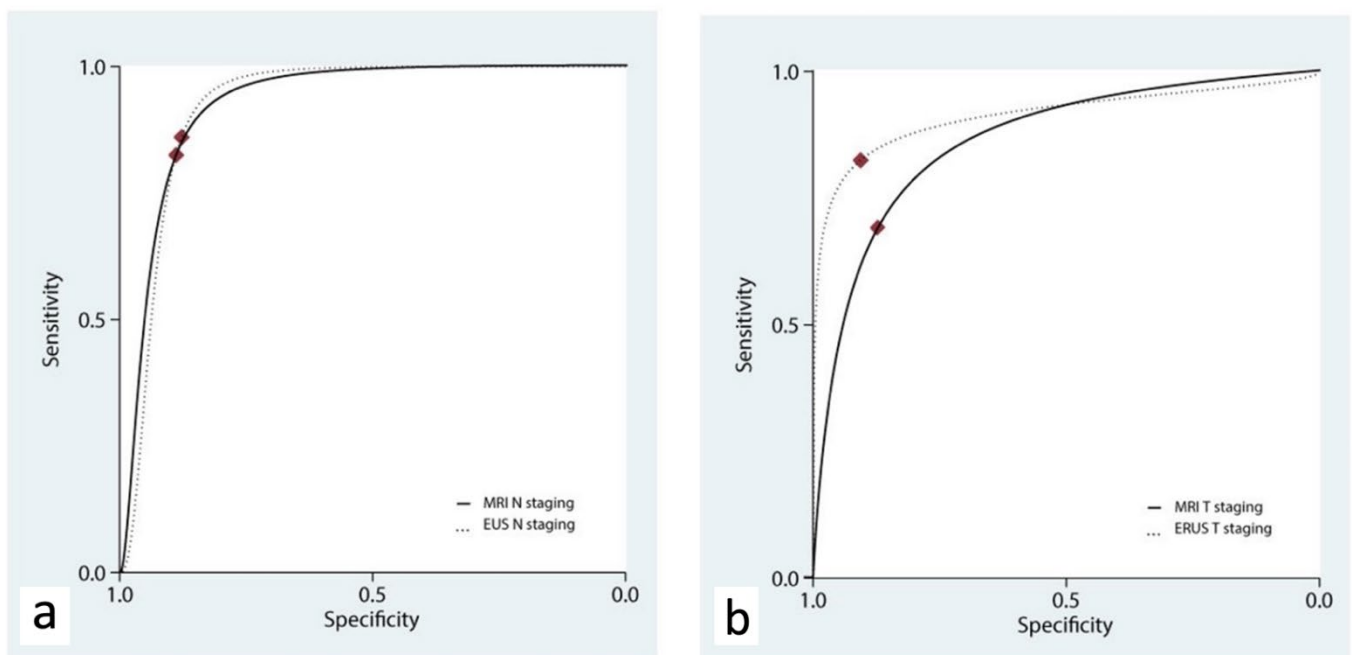 1.0
Sensitivity
0.5
MRI N staging
EUS N staging
0.0
1.0
0.5
0.0
Specificity
a
1.0
Sensitivity
0.5
MRI T staging
ERUS T staging
0.0
1.0
0.5
0.0
Specificity
b